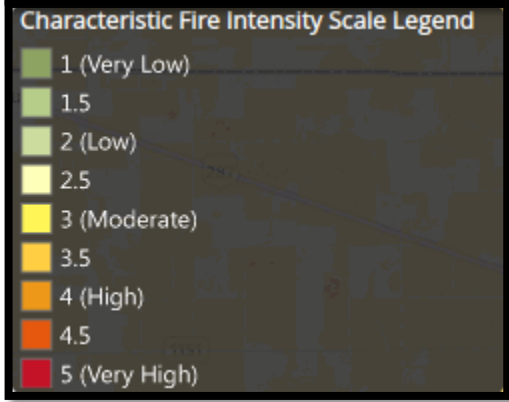 Characteristic Fire Intensity Scale Legend
1 (Very Low)
1.5
2 (Low)
2.5
3 (Moderate)
3.5
4 (High)
4.5
5 (Very High)